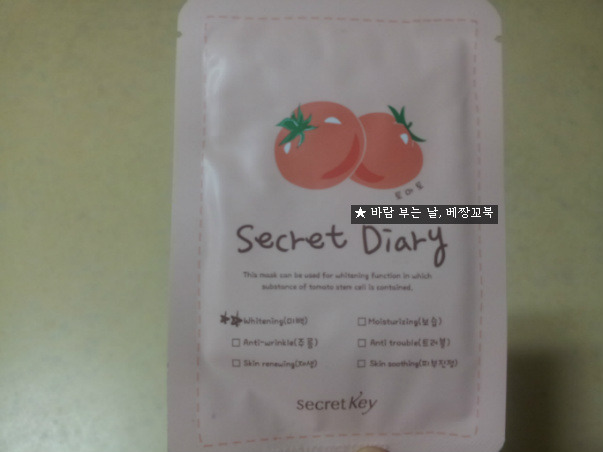 토마토
★ 바람 부는 날, 베짱꼬북
Secret Diary
This mask can be used for whitening function in which
substance of tomato stem cell is contained.
★★ Whitening(미백)
□ Moisturizing(보습)
□ Anti-wrinkle(주름)
□ Anti trouble(트러블)
□ Skin renewing(재생)
□ Skin soothing(피부진정)
secretKey